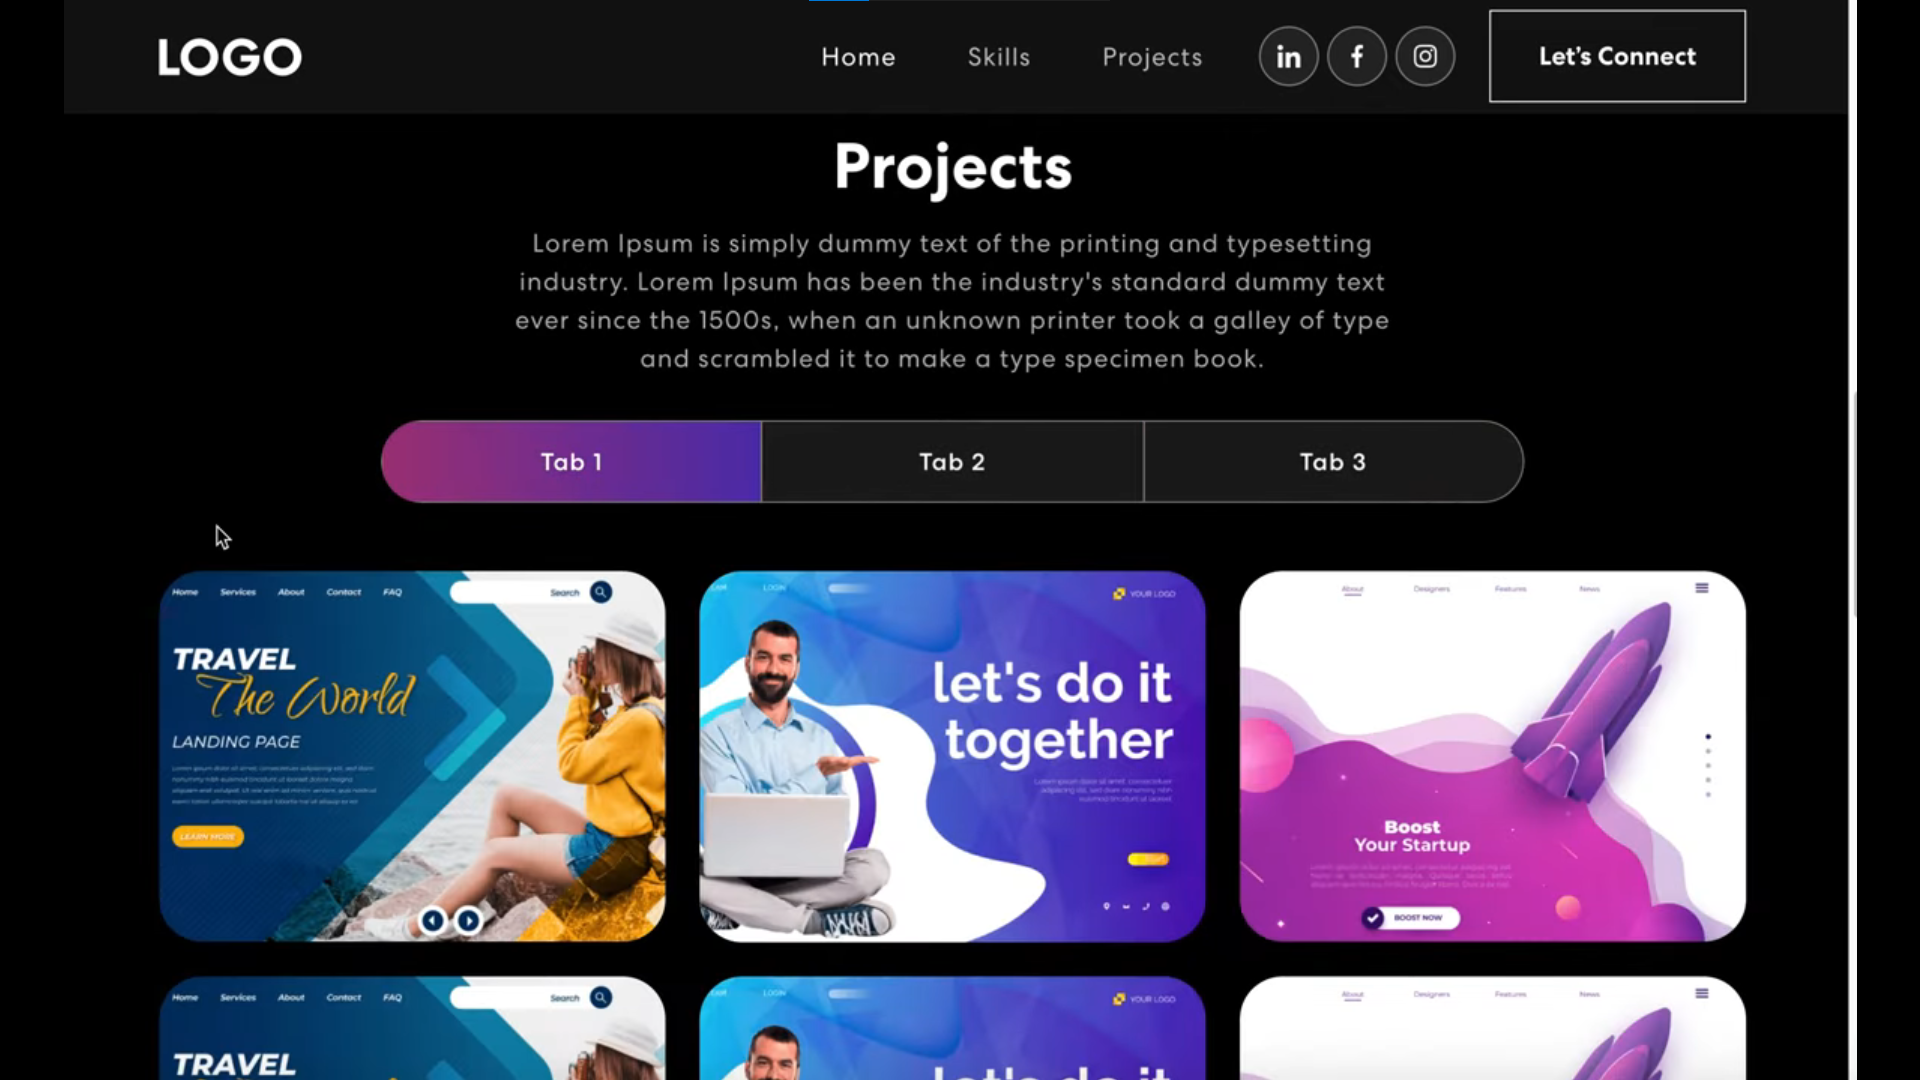 LOGO
Home
Skills
Projects
in
f
Let's Connect
Projects
Lorem Ipsum is simply dummy text of the printing and typesetting
industry. Lorem Ipsum has been the industry's standard dummy text
ever since the 1500s, when an unknown printer took a galley of type
and scrambled it to make a type specimen book.
Tab 1
Tab 2
Tab 3
Home
Services
About
Contact
FAQ
Search
TRAVEL
The World
LANDING PAGE
LEARN MORE
LOGIN
YOUR LOGO
let's do it
together
About
Designers
Features
News
Boost
Your Startup
BOOST NOW
Home
Services
About
Contact
FAQ
Search
TRAVEL
LOGIN
YOUR LOGO
let's do it
About
Designers
Features
News